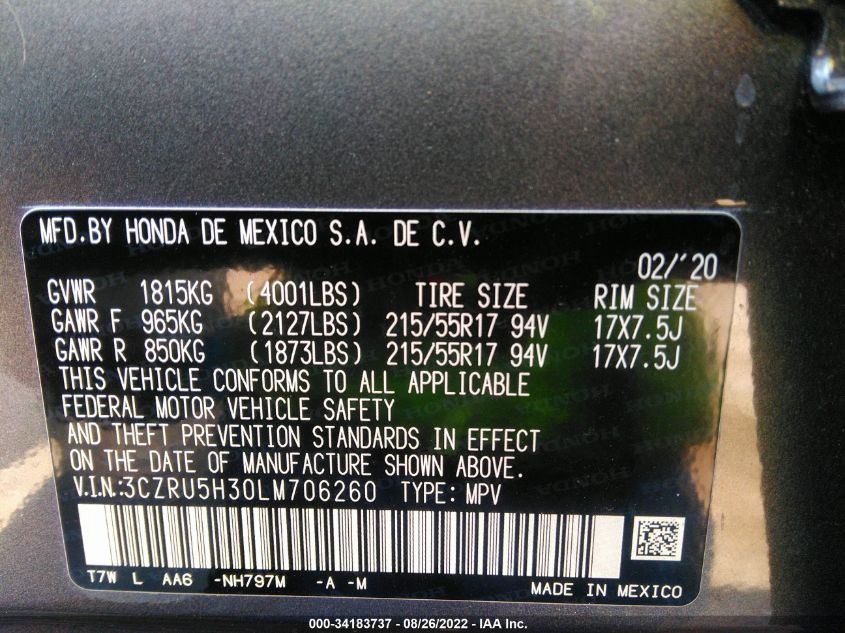 MFD.BY HONDA DE MEXICO S.A. DE C.V.
02/'20
GVWR 1815KG (4001LBS) TIRE SIZE RIM SIZE
GAWR F 965KG (2127LBS) 215/55R17 94V 17X7.5J
GAWR R 850KG (1873LBS) 215/55R17 94V 17X7.5J
THIS VEHICLE CONFORMS TO ALL APPLICABLE
FEDERAL MOTOR VEHICLE SAFETY
AND THEFT PREVENTION STANDARDS IN EFFECT
ON THE DATE OF MANUFACTURE SHOWN ABOVE.
V.I.N.:3CZRU5H30LM706260 TYPE: MPV
T7W L AA6 -NH797M -A -M
MADE IN MEXICO
000-34183737 - 08/26/2022 - IAA Inc.